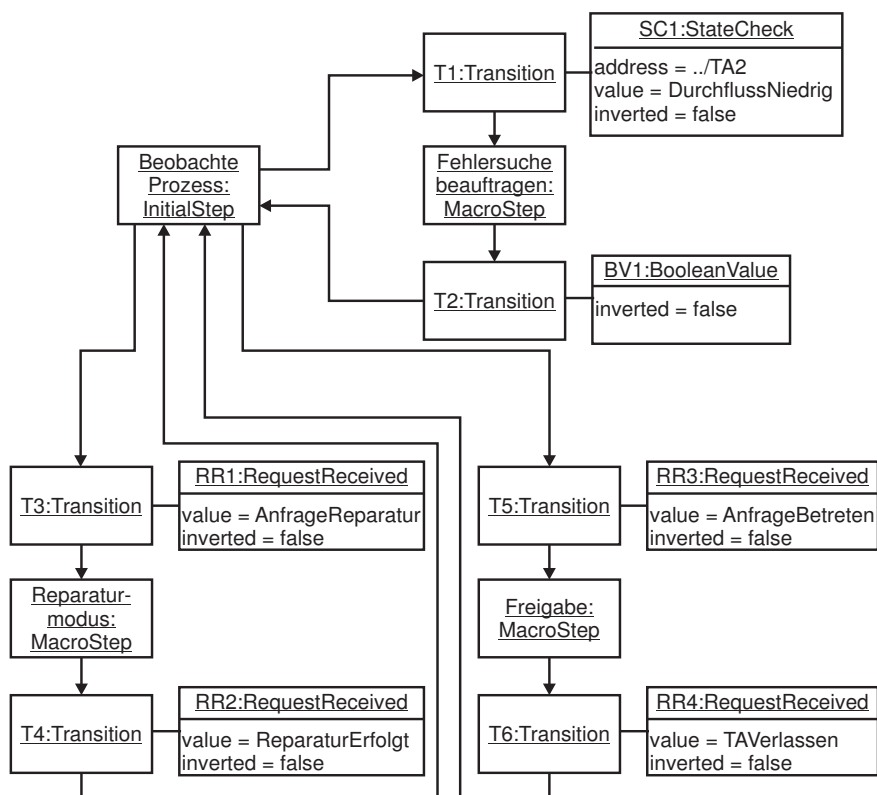 SC1:StateCheck
T1:Transition
address = ../TA2
value = DurchflussNiedrig
inverted = false
Beobachte
Prozess:
InitialStep
Fehlersuche
beauftragen:
MacroStep
T2:Transition
BV1:BooleanValue
inverted = false
T3:Transition
RR1:RequestReceived
value = AnfrageReparatur
inverted = false
T5:Transition
RR3:RequestReceived
value = AnfrageBetreten
inverted = false
Reparatur-
modus:
MacroStep
Freigabe:
MacroStep
T4:Transition
RR2:RequestReceived
value = ReparaturErfolgt
inverted = false
T6:Transition
RR4:RequestReceived
value = TAVerlassen
inverted = false